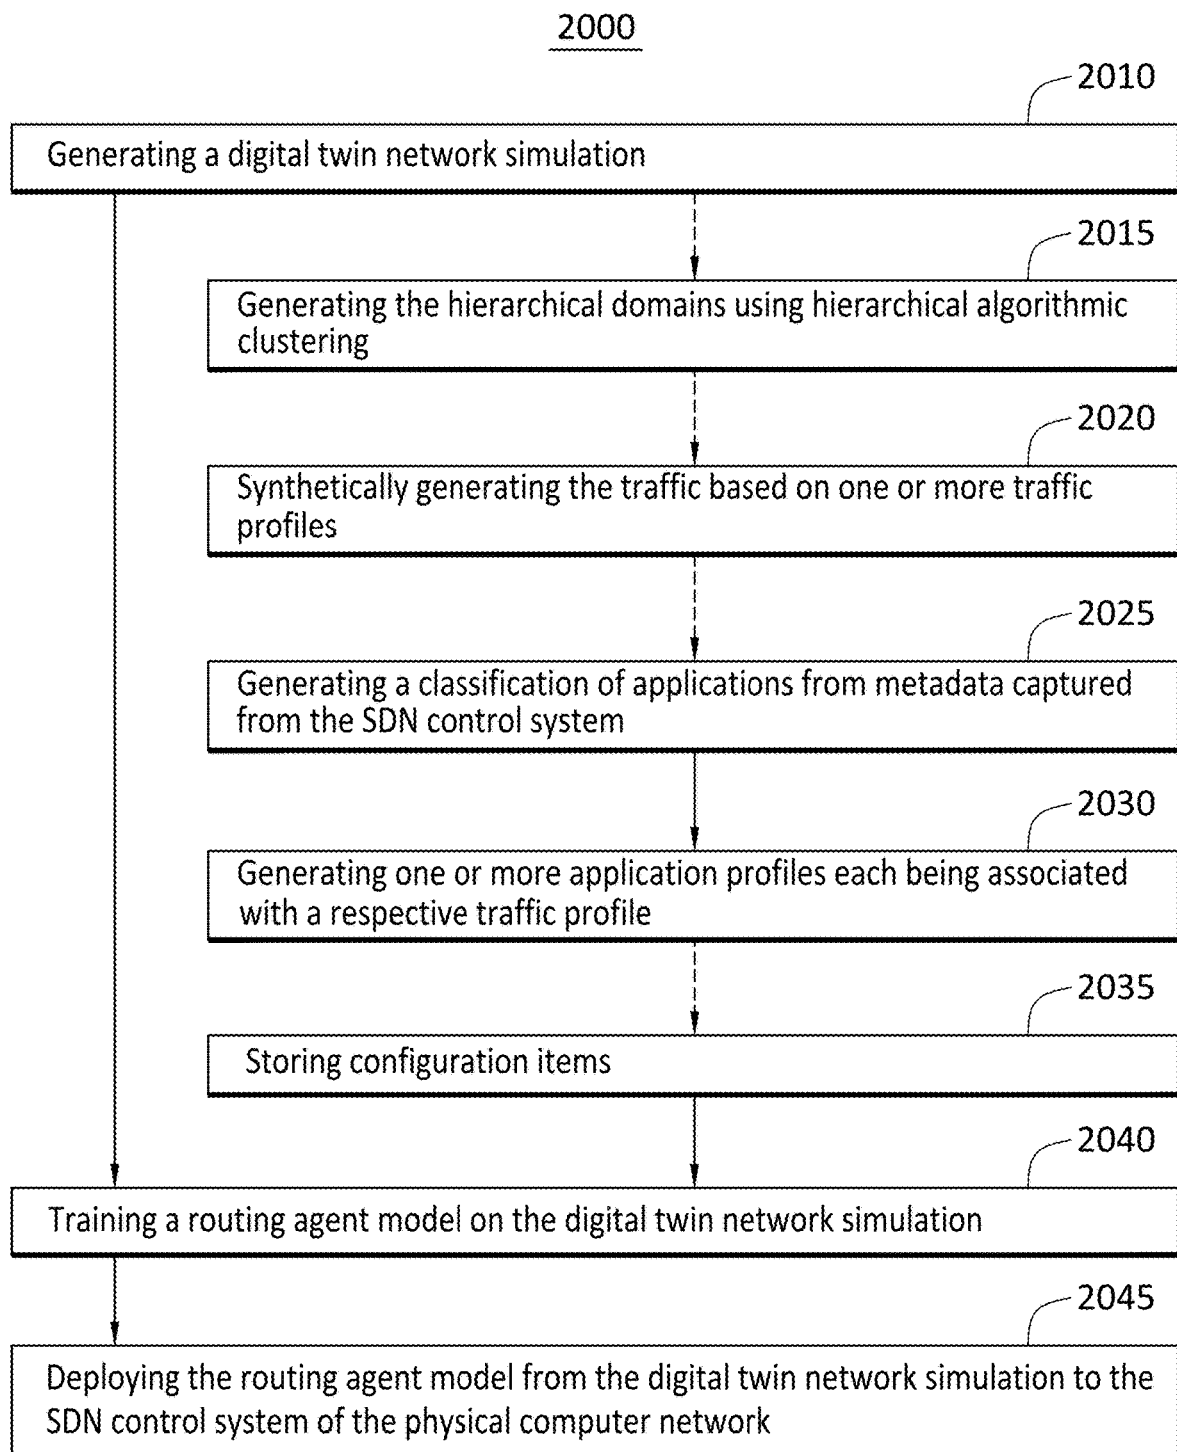 2000
2010
Generating a digital twin network simulation
2015
Generating the hierarchical domains using hierarchical algorithmic
clustering
2020
Synthetically generating the traffic based on one or more traffic
profiles
2025
Generating a classification of applications from metadata captured
from the SDN control system
2030
Generating one or more application profiles each being associated
with a respective traffic profile
2035
Storing configuration items
2040
Training a routing agent model on the digital twin network simulation
2045
Deploying the routing agent model from the digital twin network simulation to the
SDN control system of the physical computer network